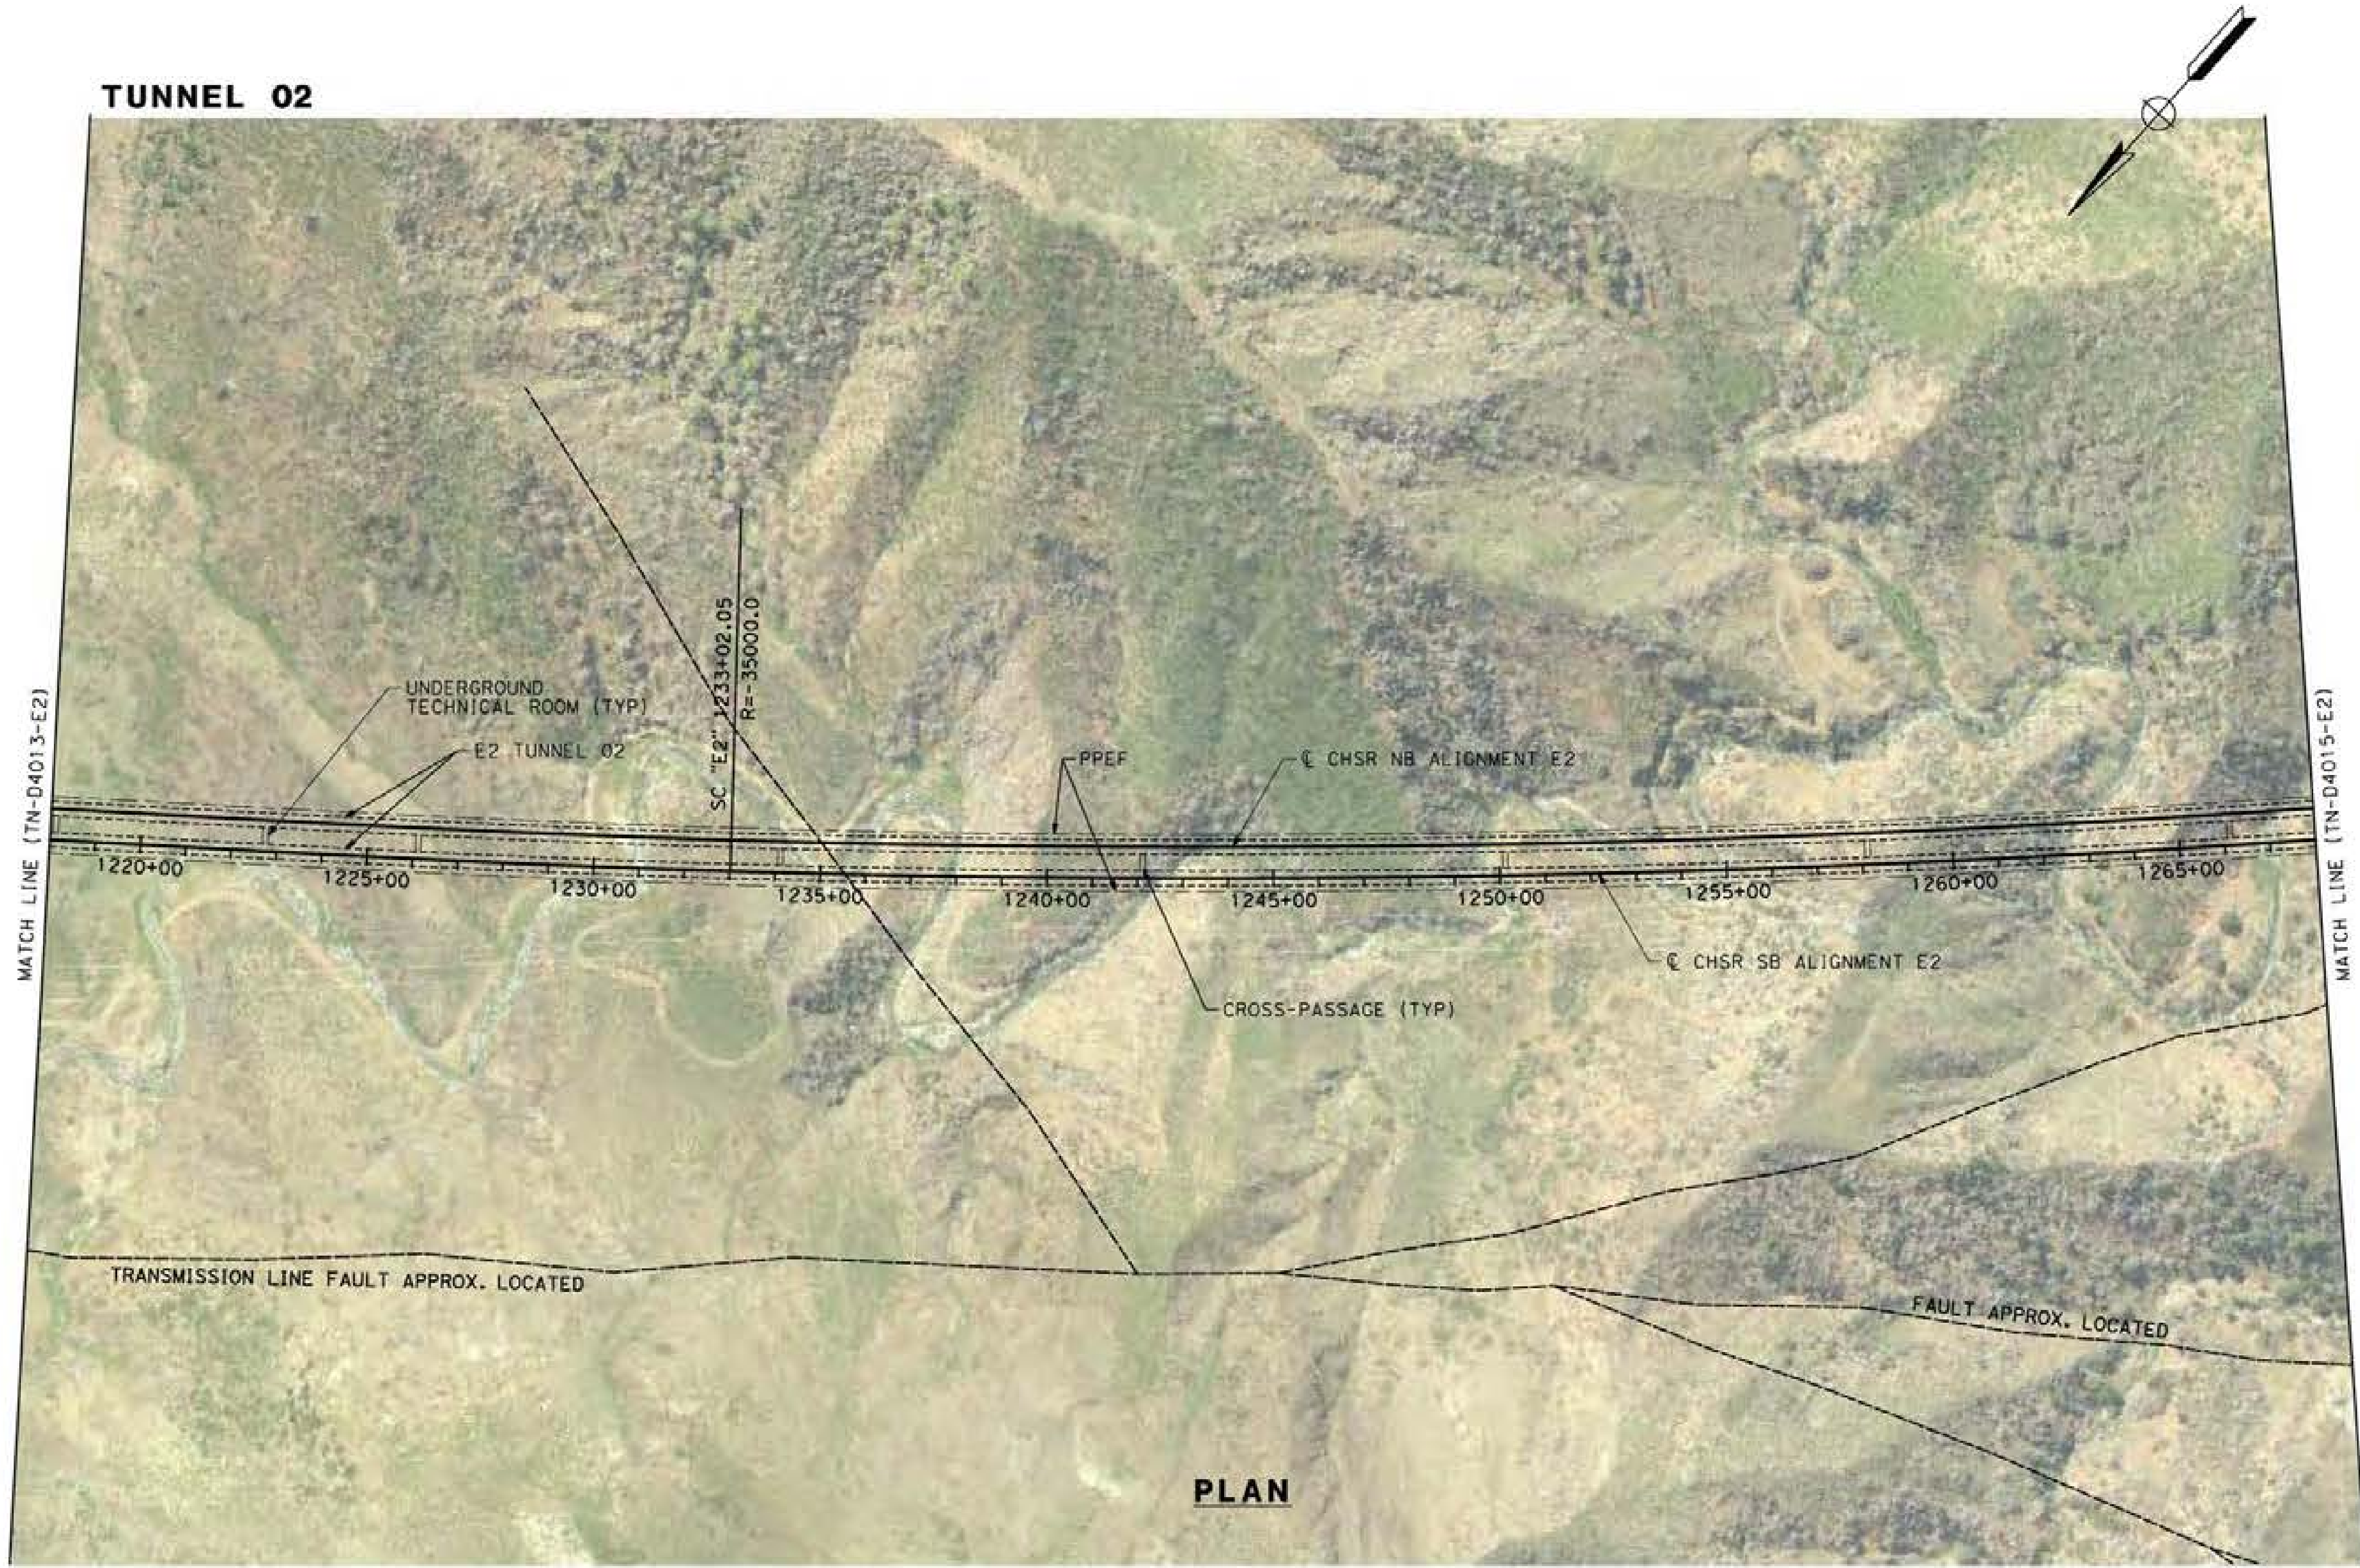 TUNNEL 02
MATCH LINE (TN-D4013-E2)
SC "E2" 1233+02.05
R=-35000.0
UNDERGROUND
TECHNICAL ROOM (TYP)
E2 TUNNEL 02
PPEF
℄ CHSR NB ALIGNMENT E2
1220+00
1225+00
1230+00
1235+00
1240+00
1245+00
1250+00
1255+00
1260+00
1265+00
℄ CHSR SB ALIGNMENT E2
CROSS-PASSAGE (TYP)
MATCH LINE (TN-D4015-E2)
TRANSMISSION LINE FAULT APPROX. LOCATED
FAULT APPROX. LOCATED
PLAN